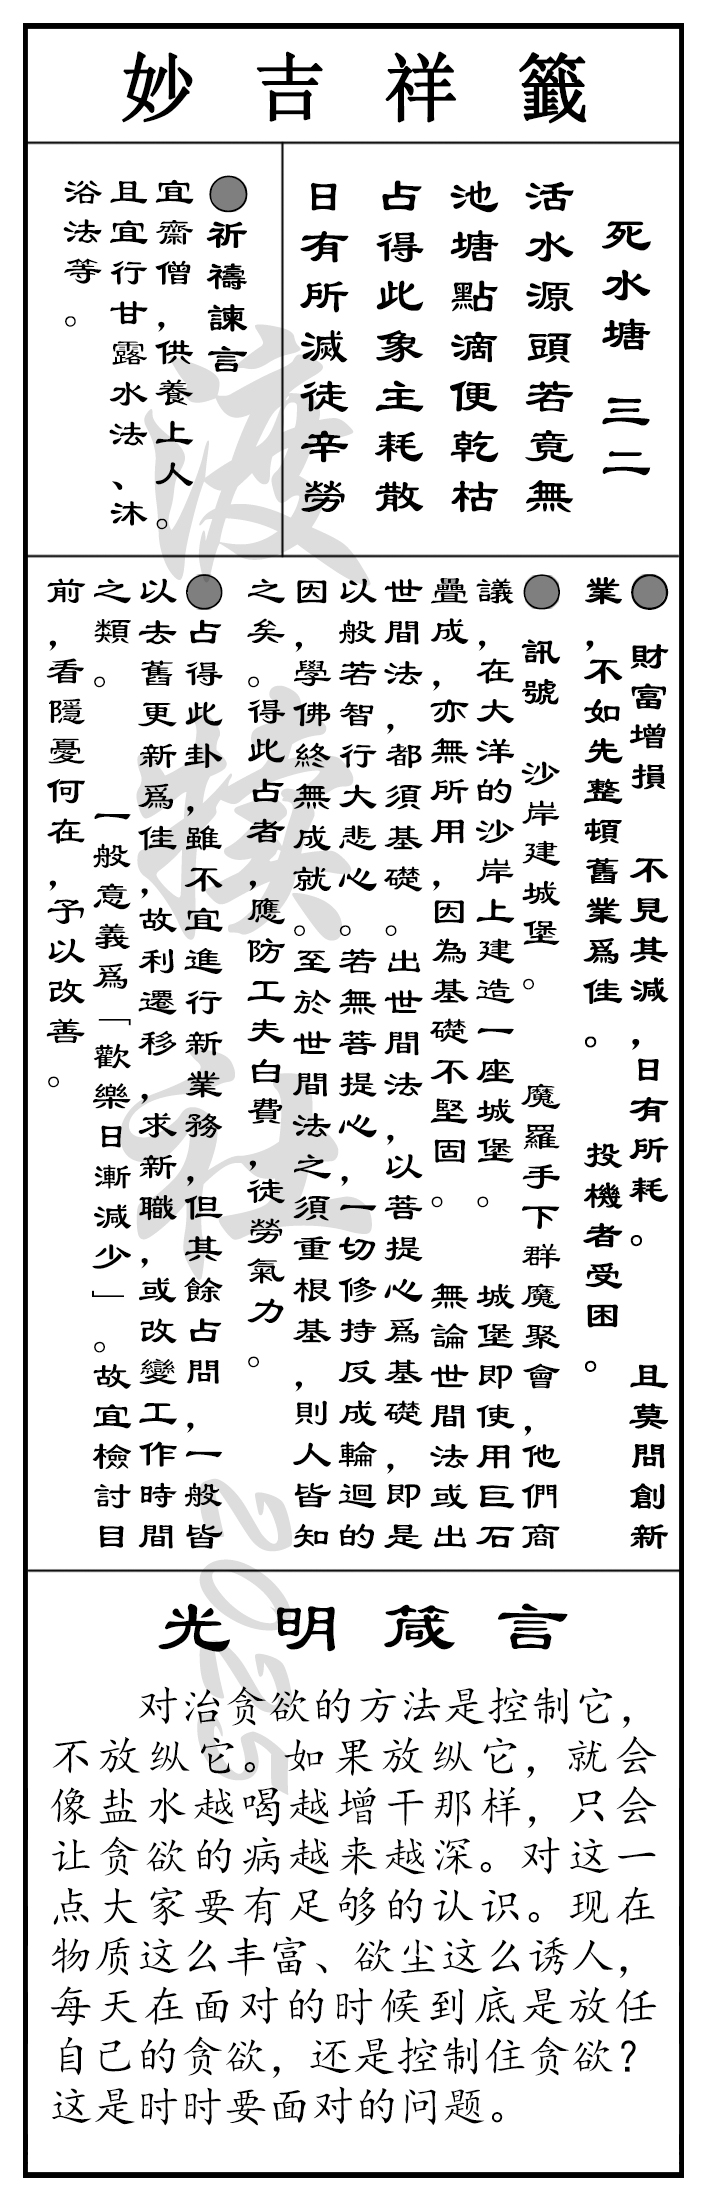 妙吉祥籤
死水塘　三二
活水源頭若竟無
池塘點滴便乾枯
占得此象主耗散
日有所減徒辛勞
●祈禱諫言
宜齋僧，供養上人。
且宜行甘露水法、沐
浴法等。
●　財富增損　不見其減，日有所耗。　且莫問創新
業，不如先整頓舊業爲佳。　投機者受困。
●　訊號　沙岸建城堡。　魔羅手下群魔聚會，他們商
議，在大洋的沙岸上建造一座城堡。　城堡即使用巨石
疊成，亦無所用，因為基礎不堅固。　無論世間法或出
世間法，都須基礎。出世間法，以菩提心爲基礎，即是
以般若智行大悲心。若無菩提心，一切修持反成輪迴的
因，學佛終無成就。至於世間法之須重根基，則人皆知
之矣。得此占者，應防工夫白費，徒勞氣力。
●占得此卦，雖不宜進行新業務，但其餘占問，一般皆
以去舊更新爲佳，故利遷移，求新職，或改變工作時間
之類。　一般意義爲「歡樂日漸減少」。故宜檢討目
前，看隱憂何在，予以改善。
光明箴言
对治贪欲的方法是控制它，
不放纵它。如果放纵它，就会
像盐水越喝越增干那样，只会
让贪欲的病越来越深。对这一
点大家要有足够的认识。现在
物质这么丰富、欲尘这么诱人，
每天在面对的时候到底是放任
自己的贪欲，还是控制住贪欲？
这是时时要面对的问题。
渡揆社
2025